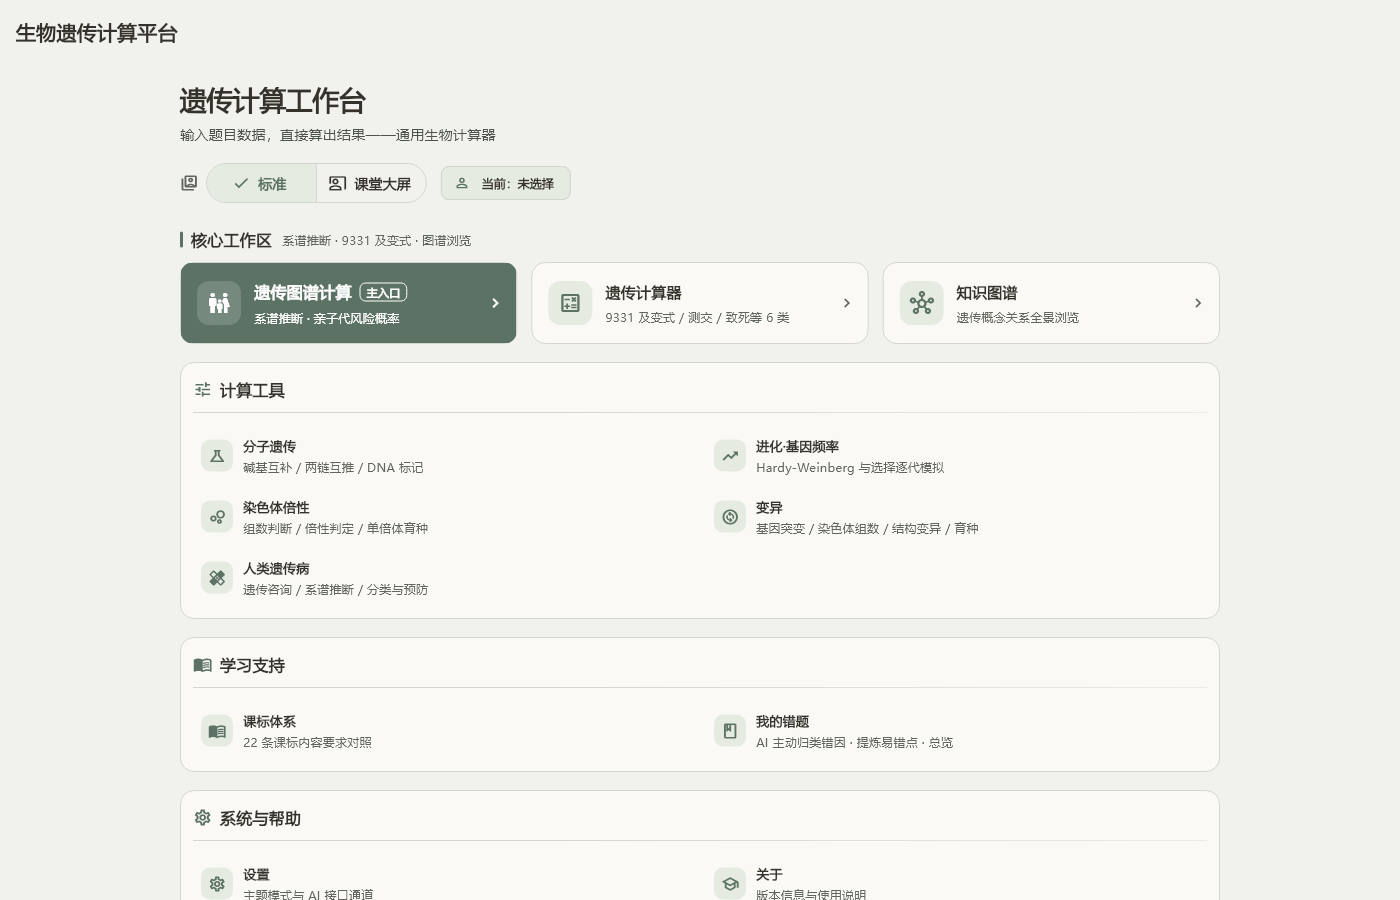 生物遗传计算平台
遗传计算工作台
输入题目数据，直接算出结果——通用生物计算器
标准
课堂大屏
当前：未选择
核心工作区 系谱推断 · 9331 及变式 · 图谱浏览
遗传图谱计算 主入口
系谱推断 · 亲子代风险概率
遗传计算器
9331 及变式 / 测交 / 致死等 6 类
知识图谱
遗传概念关系全景浏览
计算工具
分子遗传
碱基互补 / 两链互推 / DNA 标记
进化·基因频率
Hardy-Weinberg 与选择逐代模拟
染色体倍性
组数判断 / 倍性判定 / 单倍体育种
变异
基因突变 / 染色体组数 / 结构变异 / 育种
人类遗传病
遗传咨询 / 系谱推断 / 分类与预防
学习支持
课标体系
22 条课标内容要求对照
我的错题
AI 主动归类错因 · 提炼易错点 · 总览
系统与帮助
设置
主题模式与 AI 接口通道
关于
版本信息与使用说明